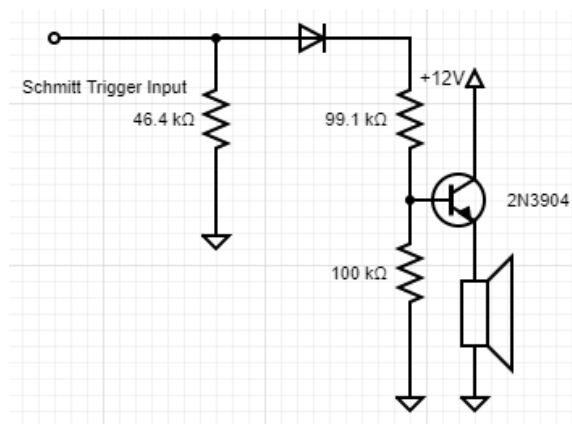 +12V
Schmitt Trigger Input
46.4 kΩ
99.1 kΩ
2N3904
100 kΩ